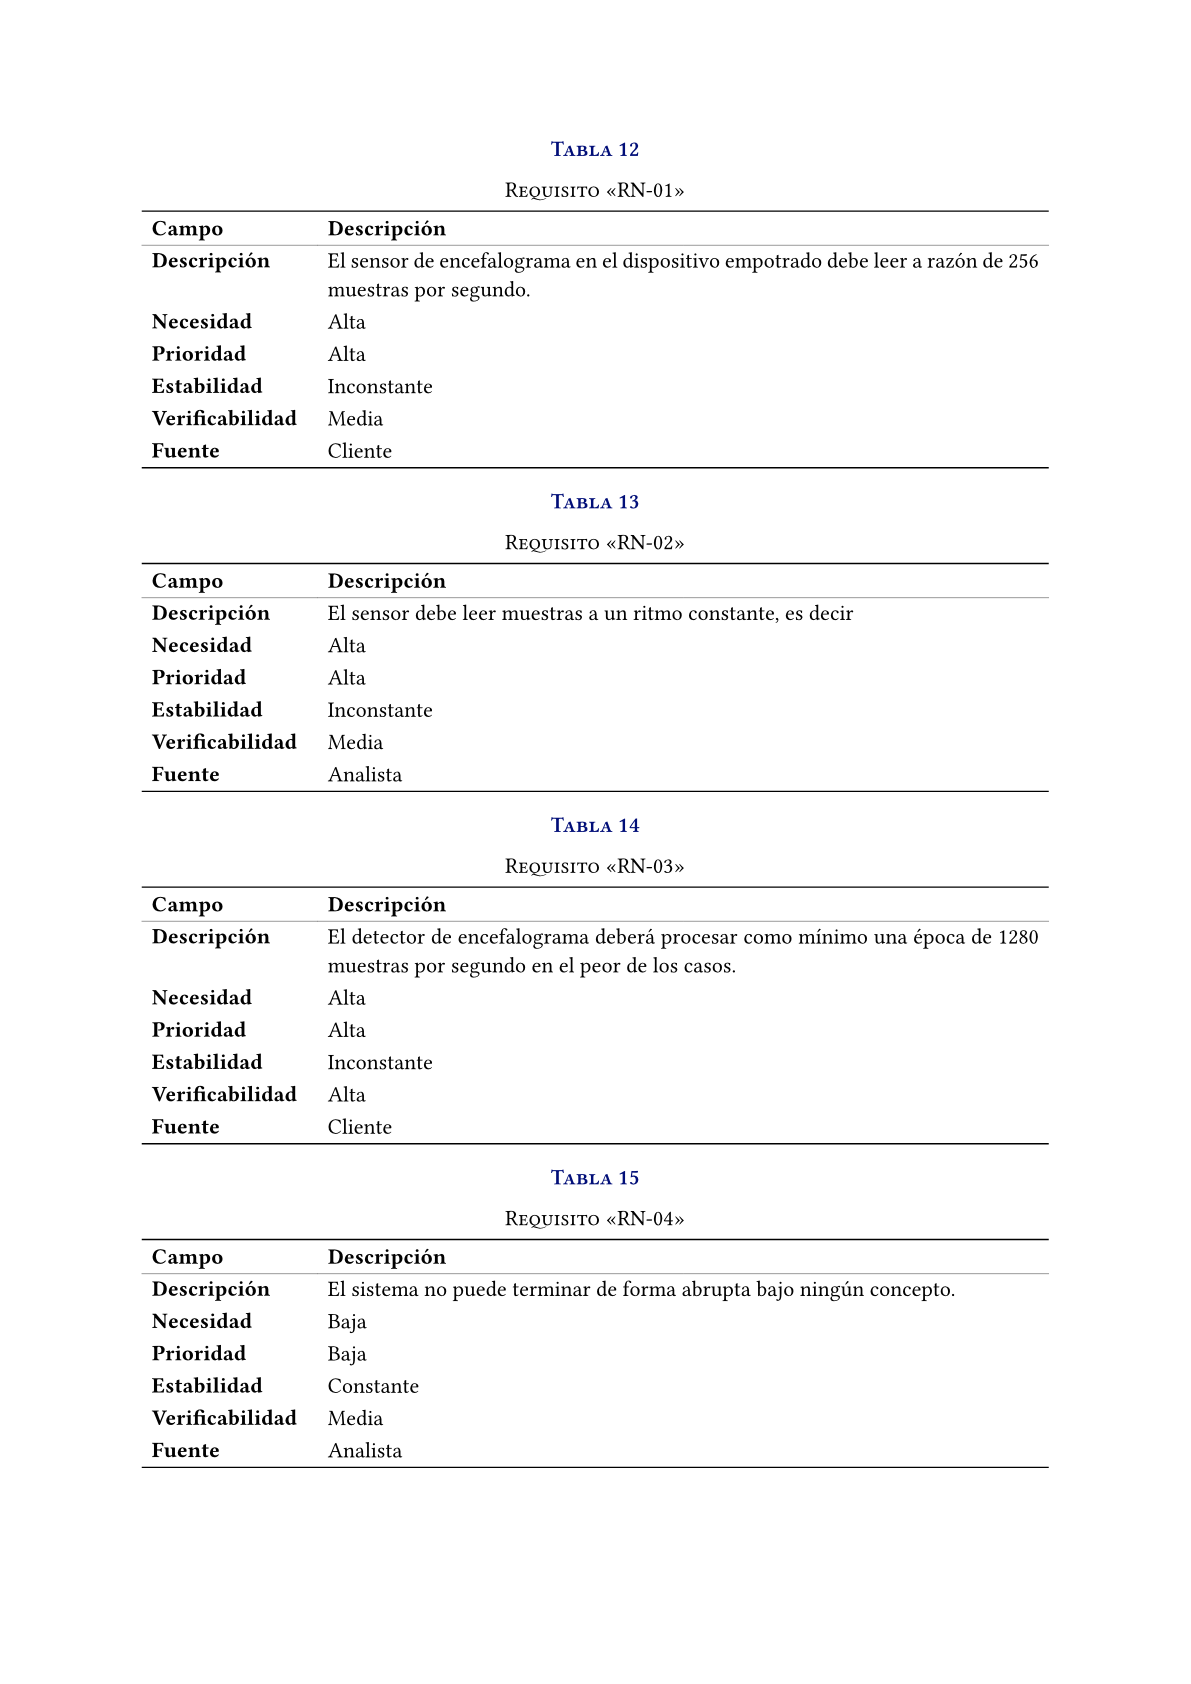 Tabla 12
Requisito «RN-01»
Campo Descripción
Descripción El sensor de encefalograma en el dispositivo empotrado debe leer a razón de 256
muestras por segundo.
Necesidad Alta
Prioridad Alta
Estabilidad Inconstante
Verificabilidad Media
Fuente Cliente
Tabla 13
Requisito «RN-02»
Campo Descripción
Descripción El sensor debe leer muestras a un ritmo constante, es decir
Necesidad Alta
Prioridad Alta
Estabilidad Inconstante
Verificabilidad Media
Fuente Analista
Tabla 14
Requisito «RN-03»
Campo Descripción
Descripción El detector de encefalograma deberá procesar como mínimo una época de 1280
muestras por segundo en el peor de los casos.
Necesidad Alta
Prioridad Alta
Estabilidad Inconstante
Verificabilidad Alta
Fuente Cliente
Tabla 15
Requisito «RN-04»
Campo Descripción
Descripción El sistema no puede terminar de forma abrupta bajo ningún concepto.
Necesidad Baja
Prioridad Baja
Estabilidad Constante
Verificabilidad Media
Fuente Analista